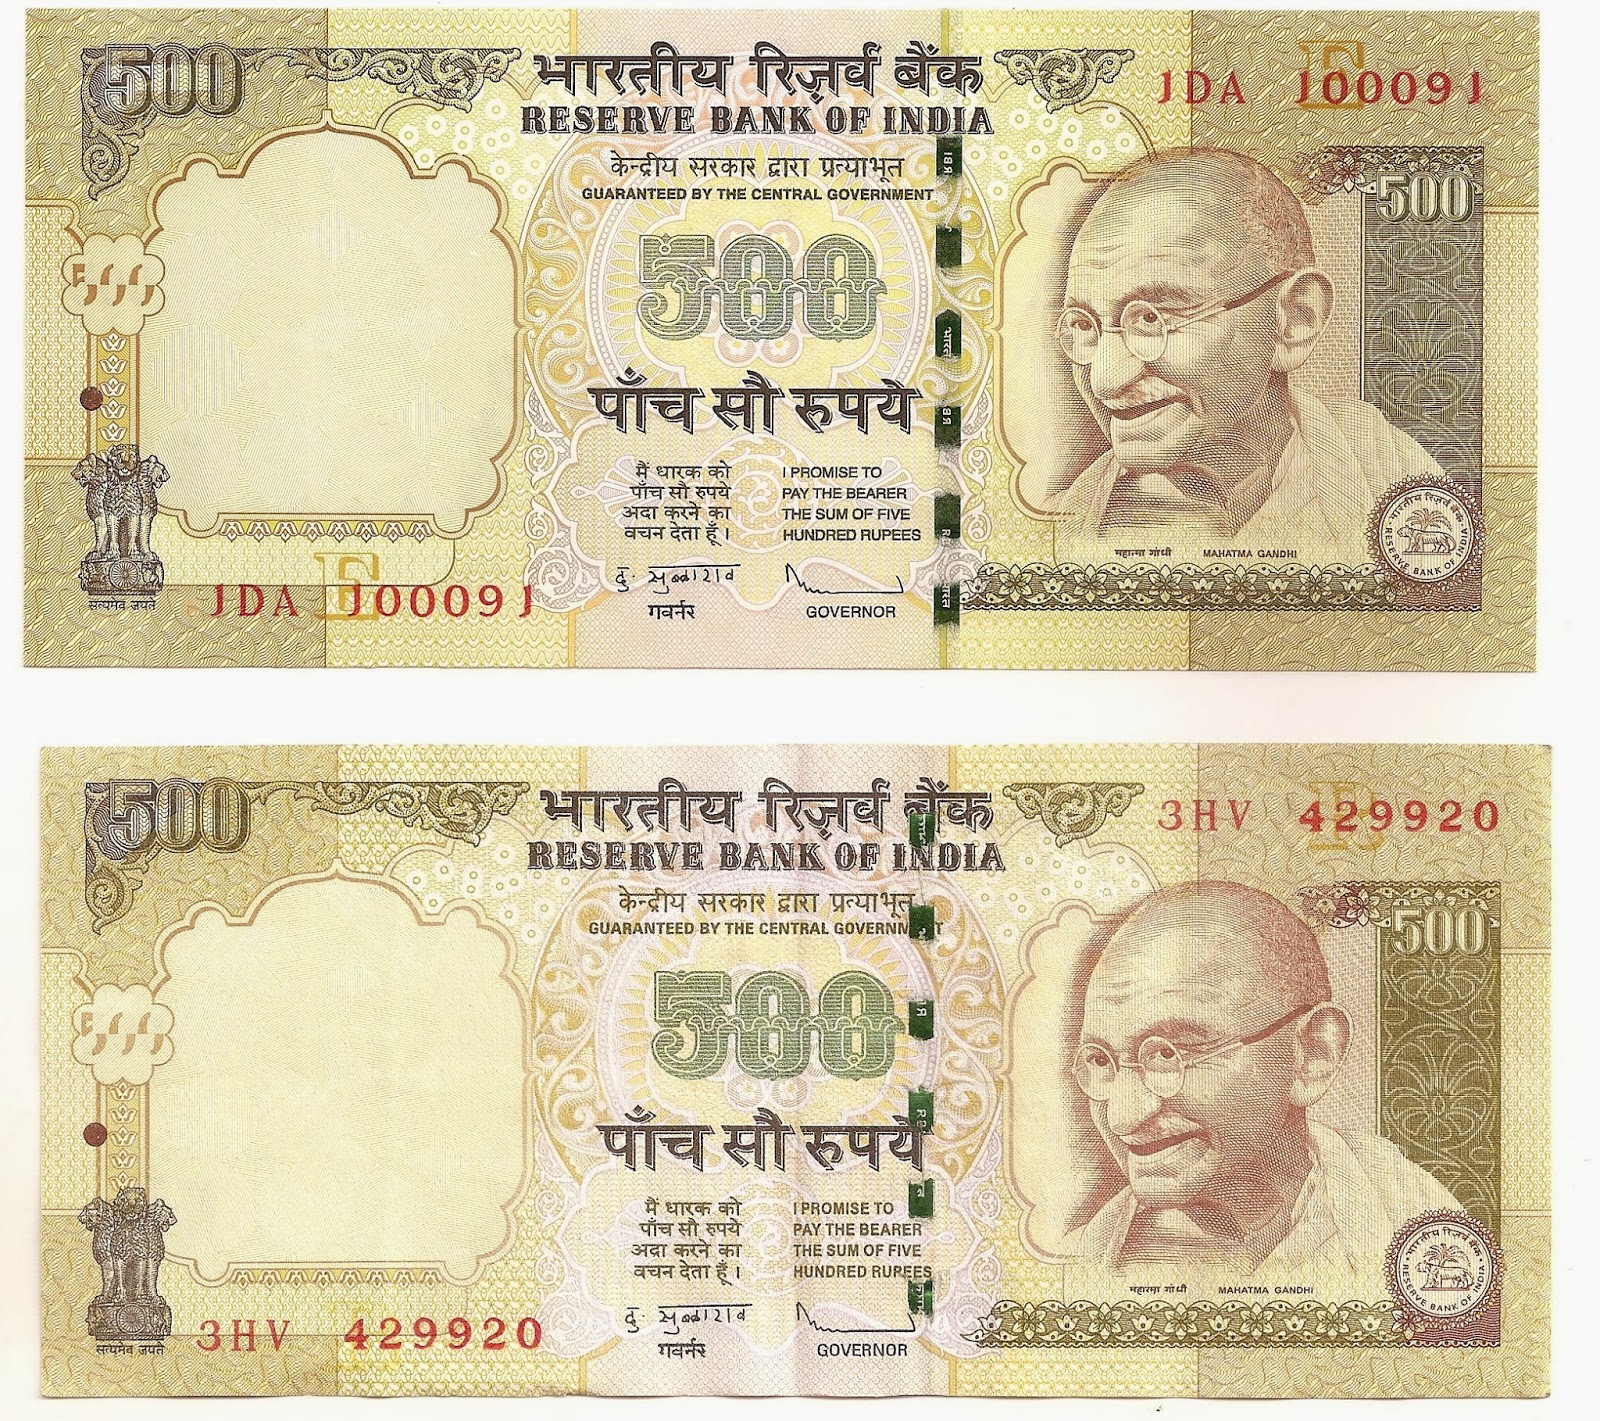 500
भारतीय रिज़र्व बैंक
RESERVE BANK OF INDIA
1DA 100091
केन्द्रीय सरकार द्वारा प्रत्याभूत
GUARANTEED BY THE CENTRAL GOVERNMENT
500
500
पाँच सौ रुपये
मैं धारक को
पाँच सौ रुपये
अदा करने का
वचन देता हूँ।
I PROMISE TO
PAY THE BEARER
THE SUM OF FIVE
HUNDRED RUPEES
महात्मा गांधी MAHATMA GANDHI
भारतीय रिज़र्व बैंक
RESERVE BANK OF INDIA
गवर्नर
GOVERNOR
सत्यमेव जयते
1DA 100091
500
भारतीय रिज़र्व बैंक
RESERVE BANK OF INDIA
3HV 429920
केन्द्रीय सरकार द्वारा प्रत्याभूत
GUARANTEED BY THE CENTRAL GOVERNMENT
500
500
पाँच सौ रुपये
मैं धारक को
पाँच सौ रुपये
अदा करने का
वचन देता हूँ।
I PROMISE TO
PAY THE BEARER
THE SUM OF FIVE
HUNDRED RUPEES
महात्मा गांधी MAHATMA GANDHI
भारतीय रिज़र्व बैंक
RESERVE BANK OF INDIA
गवर्नर
GOVERNOR
सत्यमेव जयते
3HV 429920